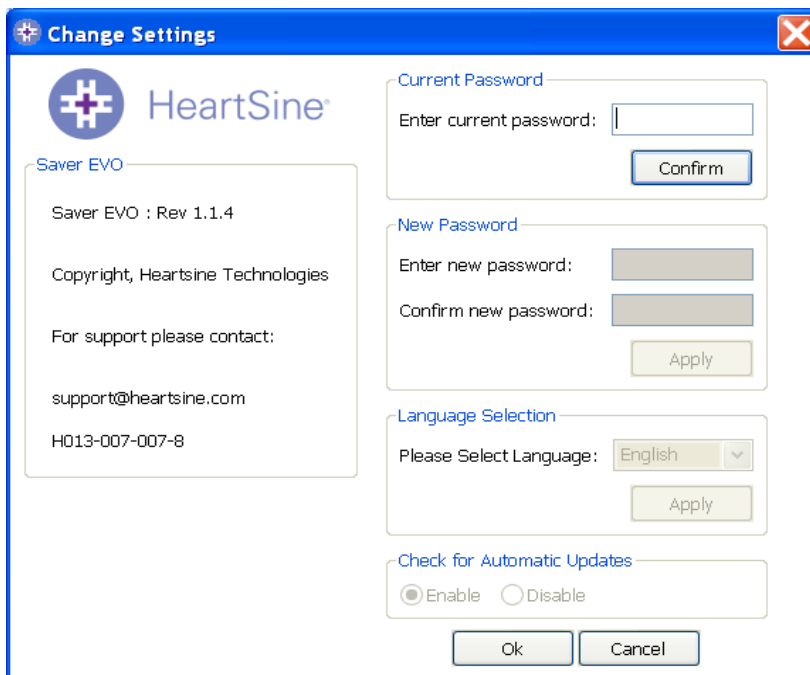 Change Settings
HeartSine®
Saver EVO
Saver EVO : Rev 1.1.4
Copyright, Heartsine Technologies
For support please contact:
support@heartsine.com
H013-007-007-8
Current Password
Enter current password:
Confirm
New Password
Enter new password:
Confirm new password:
Apply
Language Selection
Please Select Language: English
Apply
Check for Automatic Updates
Enable Disable
Ok Cancel